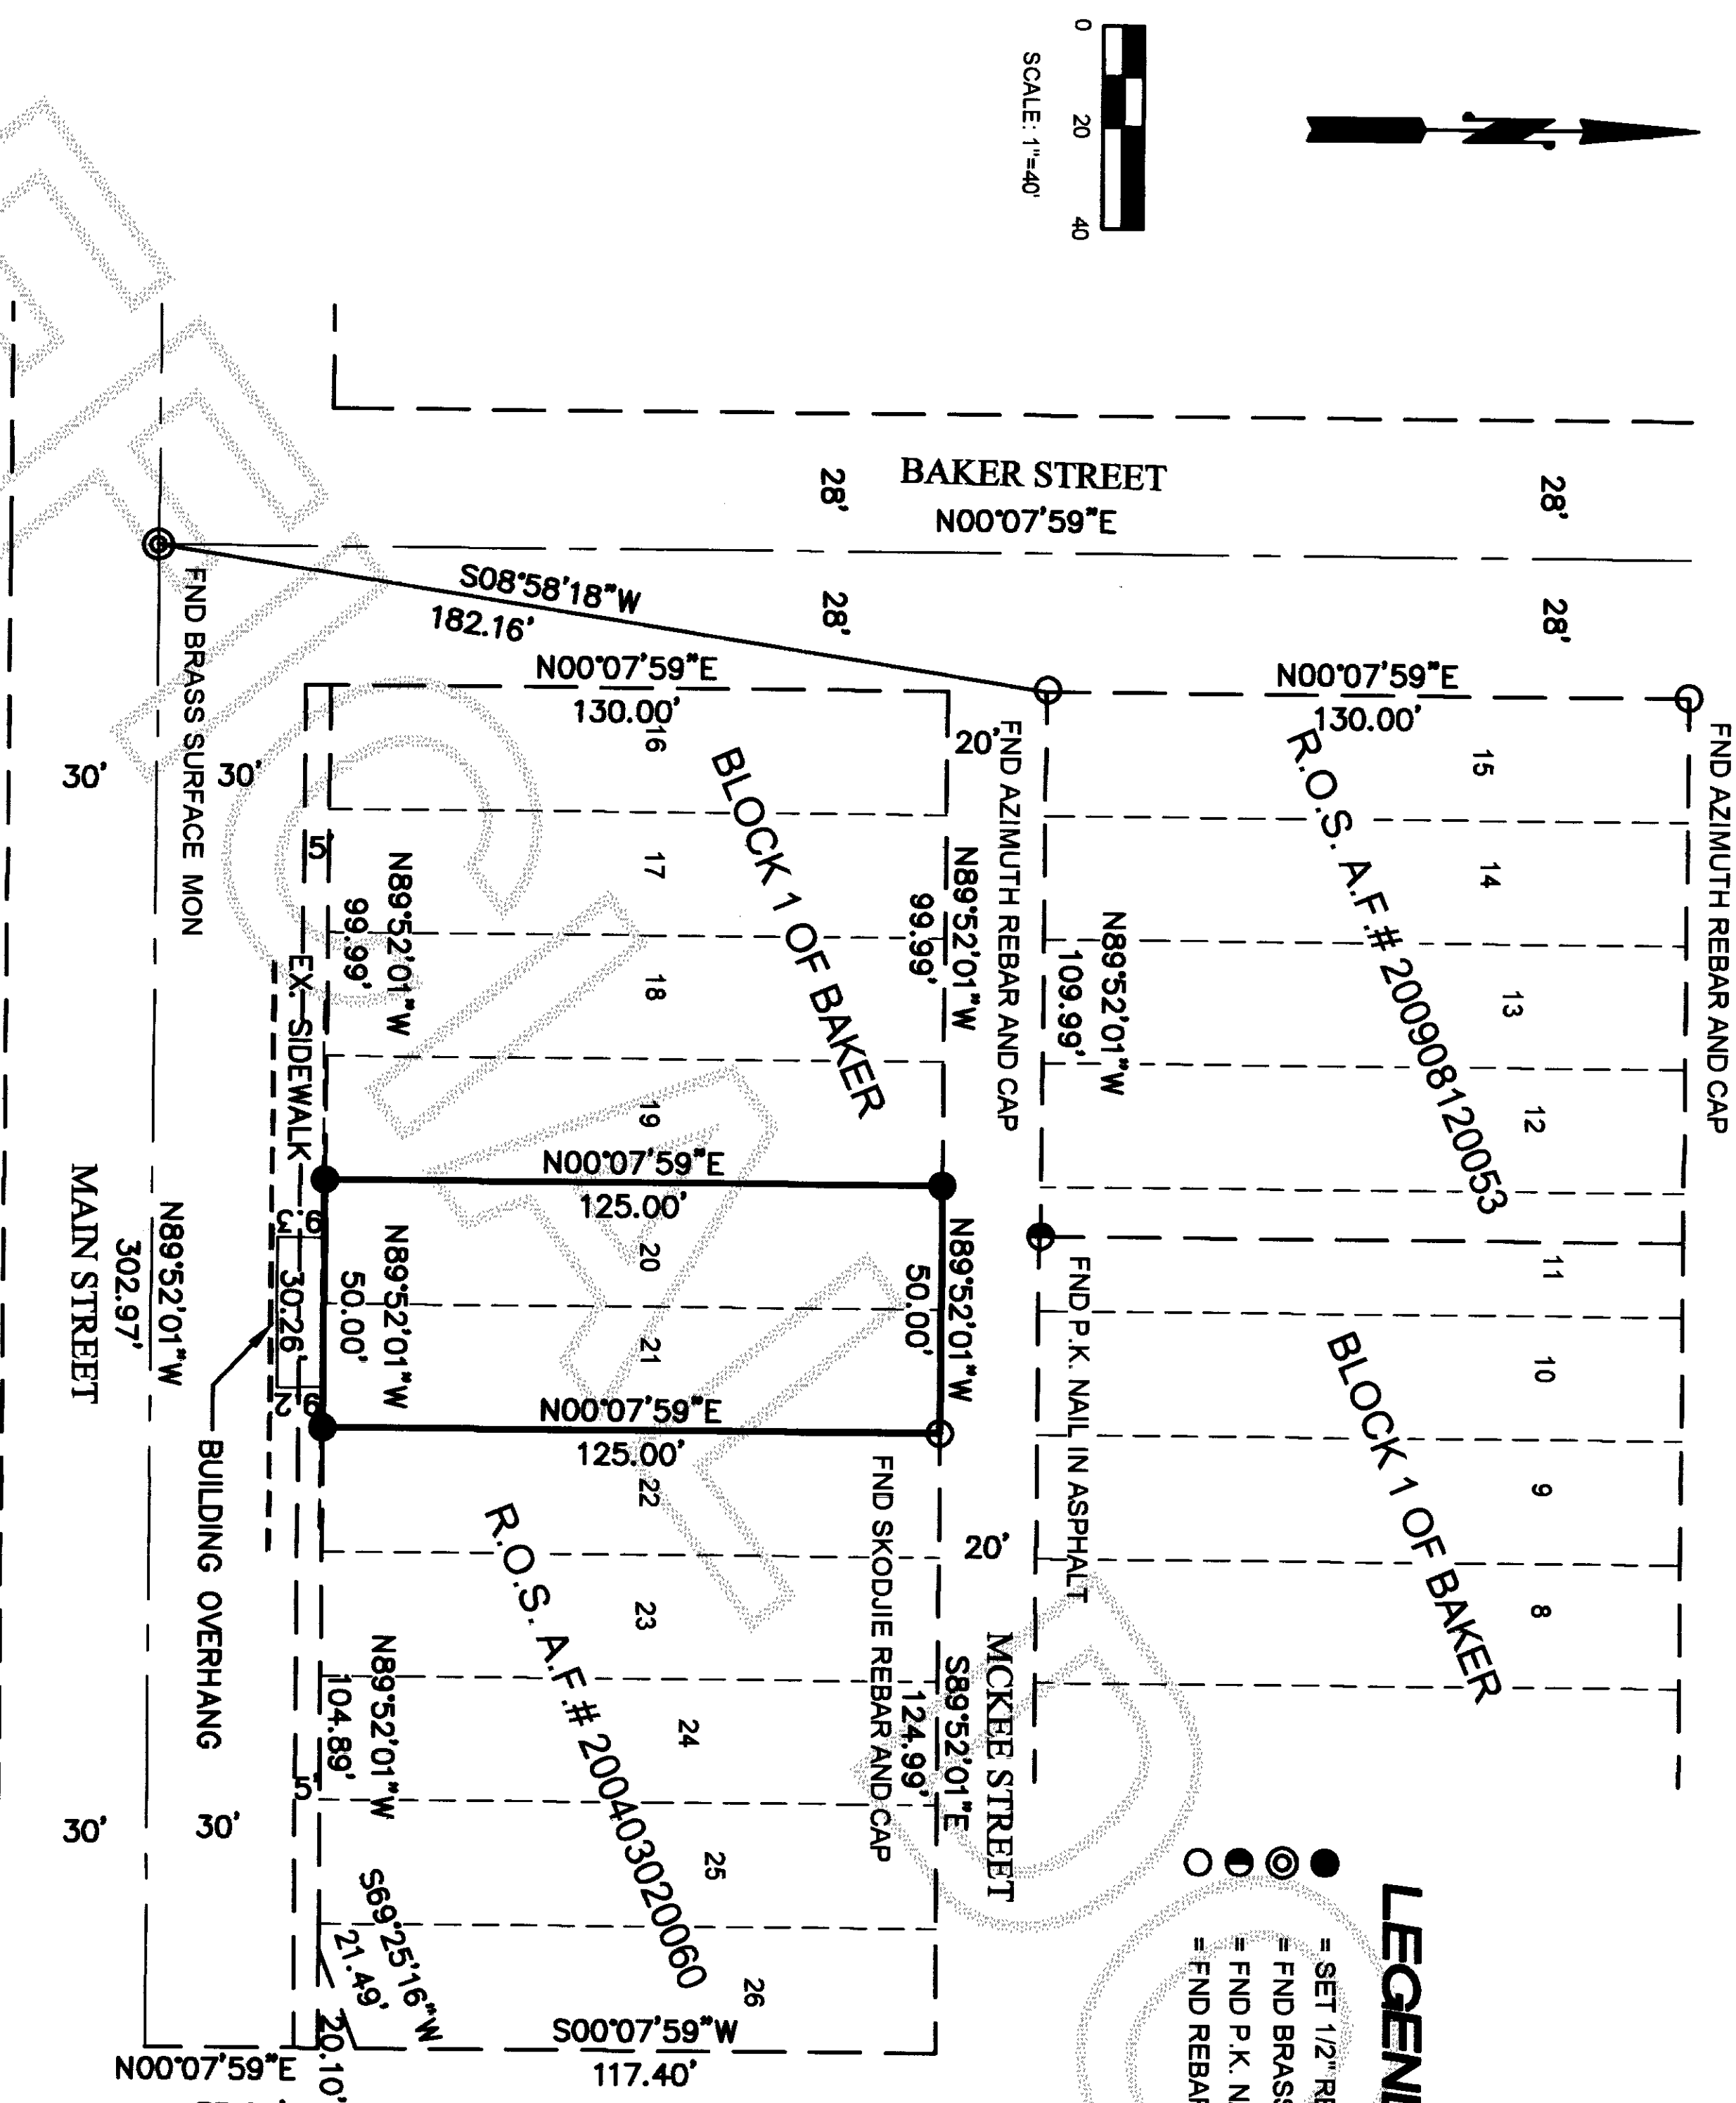 0 20 40
SCALE: 1"=40'
BAKER STREET
N00°07'59"E
28'
28'
28'
28'
S08°58'18"W
182.16'
FND BRASS SURFACE MON
30'
30'
N00°07'59"E
130.00'
N00°07'59"E
130.00'
FND AZIMUTH REBAR AND CAP
FND AZIMUTH REBAR AND CAP
R.O.S. A.F.# 200908120053
15
14
13
12
11
10
9
8
BLOCK 1 OF BAKER
N89°52'01"W
109.99'
FND P.K. NAIL IN ASPHALT
20'
20'
MCKEE STREET
N89°52'01"W
99.99'
N89°52'01"W
50.00'
S89°52'01"E
124.99'
FND SKODJIE REBAR AND CAP
BLOCK 1 OF BAKER
16
17
18
19
20
21
22
23
24
25
26
N00°07'59"E
125.00'
N00°07'59"E
125.00'
R.O.S. A.F.# 200403020060
S00°07'59"W
117.40'
N89°52'01"W
99.99'
N89°52'01"W
50.00'
N89°52'01"W
104.89'
S69°25'16"W
21.49'
20.10'
5'
5'
EX. SIDEWALK
30.26'
BUILDING OVERHANG
N89°52'01"W
302.97'
MAIN STREET
30'
30'
N00°07'59"E
= SET 1/2" RE
= FND BRASS
= FND P.K. N
= FND REBAR
UNOFFICIAL